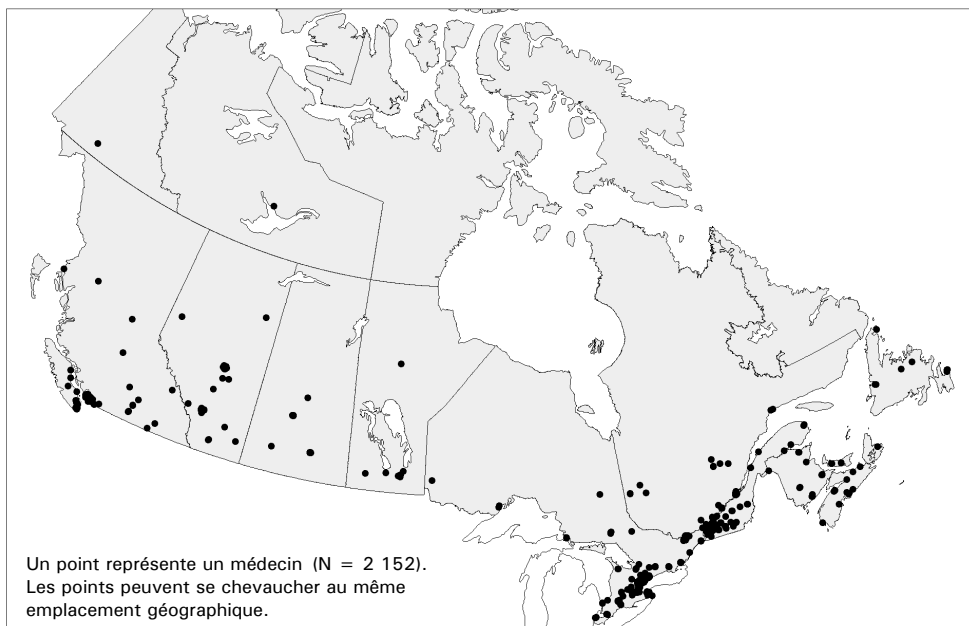 Un point représente un médecin (N = 2 152).
Les points peuvent se chevaucher au même
emplacement géographique.